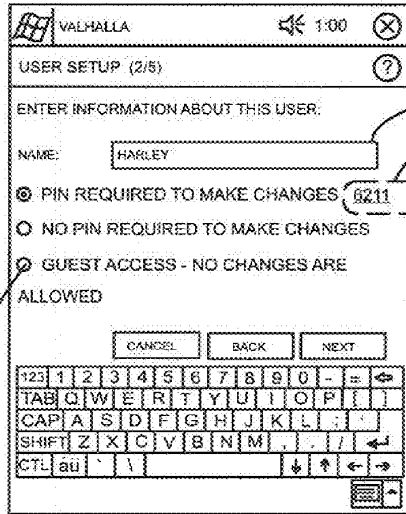 VALHALLA 1:00
USER SETUP (2/5) ?
ENTER INFORMATION ABOUT THIS USER:
NAME: HARLEY
PIN REQUIRED TO MAKE CHANGES 6211
NO PIN REQUIRED TO MAKE CHANGES
GUEST ACCESS - NO CHANGES ARE
ALLOWED
CANCEL BACK NEXT
123 1 2 3 4 5 6 7 8 9 0 - =
TAB Q W E R T Y U I O P [ ]
CAP A S D F G H J K L ; '
SHIFT Z X C V B N M , . /
CTL áü ` \